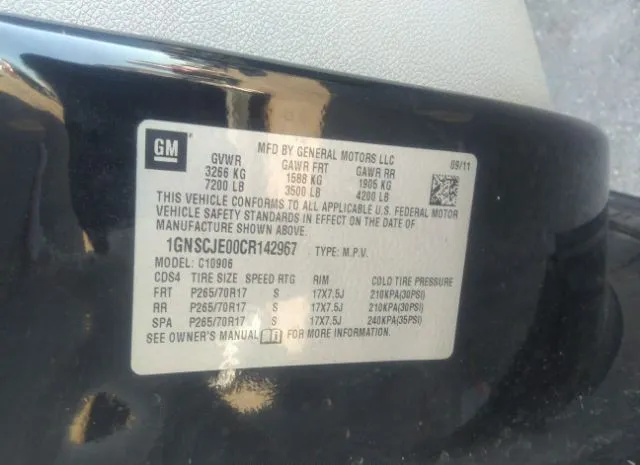 GM
MFD BY GENERAL MOTORS LLC
GVWR GAWR FRT GAWR RR 09/11
3266 KG 1588 KG 1905 KG
7200 LB 3500 LB 4200 LB
THIS VEHICLE CONFORMS TO ALL APPLICABLE U.S. FEDERAL MOTOR
VEHICLE SAFETY STANDARDS IN EFFECT ON THE DATE OF
MANUFACTURE SHOWN ABOVE.
1GNSCJE00CR142967 TYPE: M.P.V.
MODEL: C10906
CDS4 TIRE SIZE SPEED RTG RIM COLD TIRE PRESSURE
FRT P265/70R17 S 17X7.5J 210KPA(30PSI)
RR P265/70R17 S 17X7.5J 210KPA(30PSI)
SPA P265/70R17 S 17X7.5J 240KPA(35PSI)
SEE OWNER'S MANUAL FOR MORE INFORMATION.